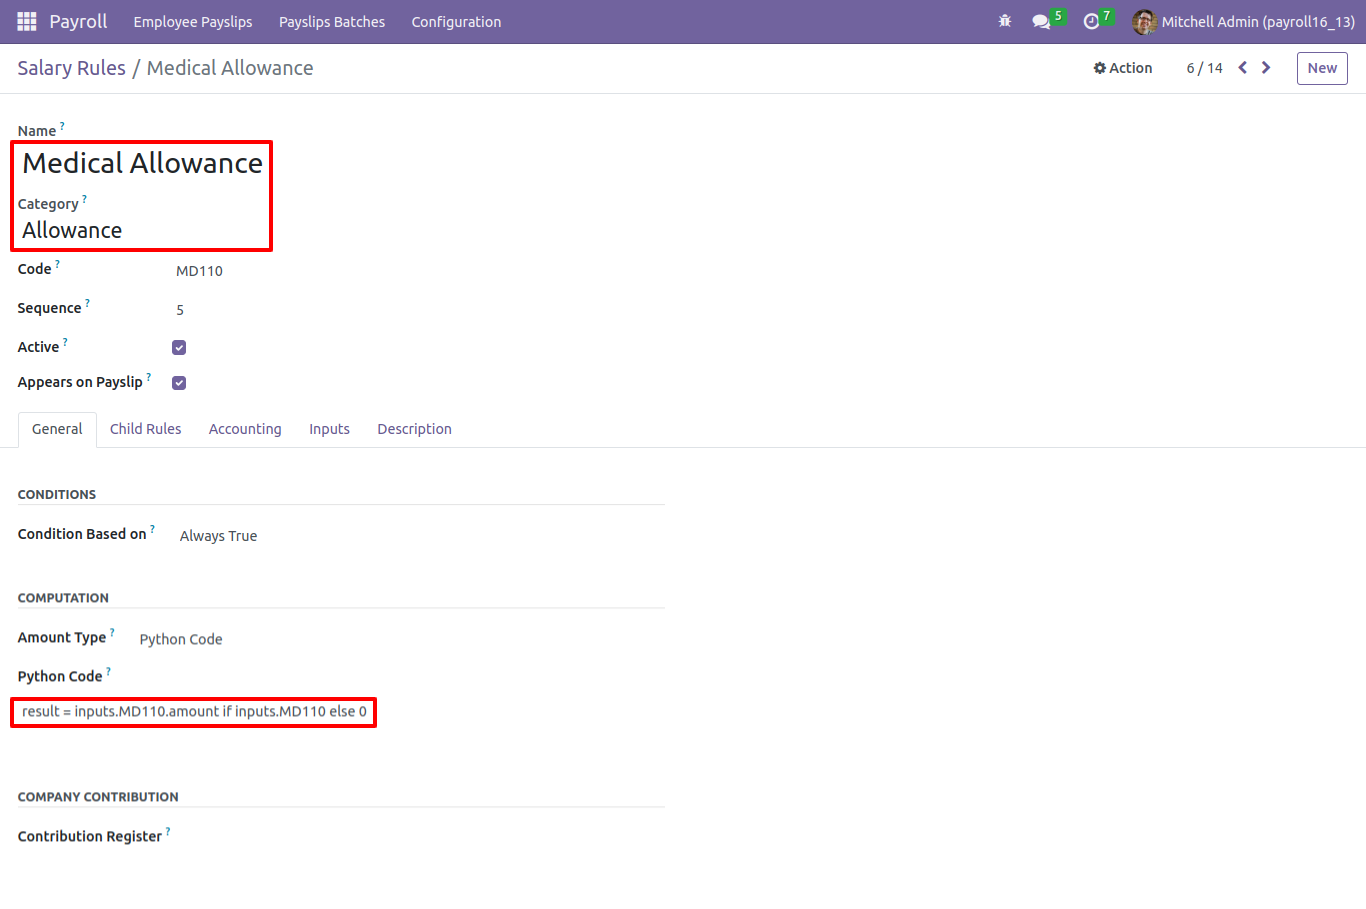 Payroll Employee Payslips Payslips Batches Configuration 5 7 Mitchell Admin (payroll16_13)
Salary Rules / Medical Allowance Action 6 / 14 New
Name ?
Medical Allowance
Category ?
Allowance
Code ? MD110
Sequence ? 5
Active ?
Appears on Payslip ?
General Child Rules Accounting Inputs Description
CONDITIONS
Condition Based on ? Always True
COMPUTATION
Amount Type ? Python Code
Python Code ?
result = inputs.MD110.amount if inputs.MD110 else 0
COMPANY CONTRIBUTION
Contribution Register ?